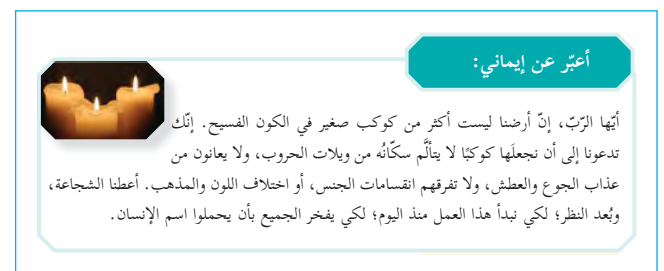 أعبّر عن إيماني:
أيّها الرّبّ، إنّ أرضنا ليست أكثر من كوكب صغير في الكون الفسيح. إنّك
تدعونا إلى أن نجعلَها كوكبًا لا يتألَّم سكّانُه من ويلات الحروب، ولا يعانون من
عذاب الجوع والعطش، ولا تفرقهم انقسامات الجنس، أو اختلاف اللون والمذهب. أعطنا الشجاعة،
وبُعد النظر؛ لكي نبدأ هذا العمل منذ اليوم؛ لكي يفخر الجميع بأن يحملوا اسم الإنسان.